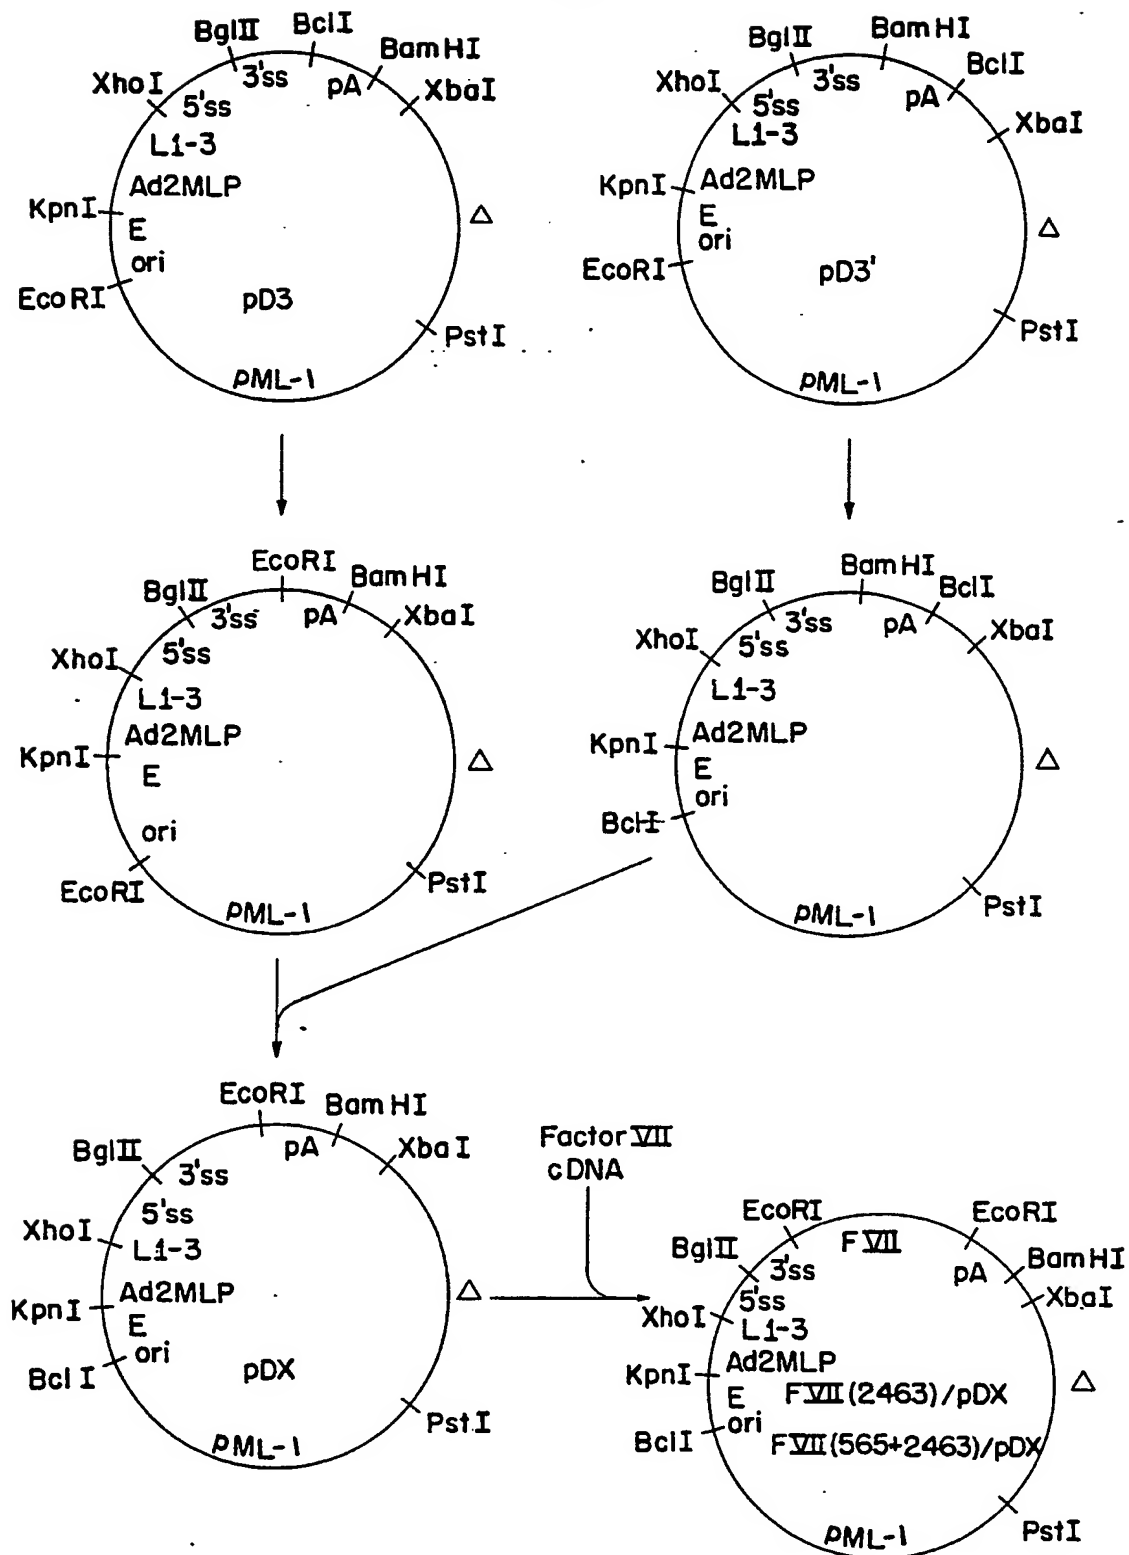 BglII
BclI
BamHI
XbaI
3'ss
pA
XhoI
5'ss
L1-3
Ad2MLP
KpnI
E
ori
EcoRI
pD3
PstI
pML-1
Δ
BglII
BamHI
BclI
XbaI
3'ss
pA
XhoI
5'ss
L1-3
Ad2MLP
KpnI
E
ori
EcoRI
pD3'
PstI
pML-1
Δ
EcoRI
BamHI
BglII
3'ss
pA
XbaI
5'ss
XhoI
L1-3
Ad2MLP
KpnI
E
ori
EcoRI
PstI
pML-1
Δ
BamHI
BglII
BclI
3'ss
pA
XbaI
XhoI
5'ss
L1-3
Ad2MLP
KpnI
E
ori
BclI
PstI
pML-1
Δ
EcoRI
BamHI
BglII
pA
XbaI
3'ss
5'ss
XhoI
L1-3
Ad2MLP
KpnI
E
ori
BclI
pDX
PstI
pML-1
Δ
Factor VII
cDNA
EcoRI
EcoRI
FVII
BglII
3'ss
pA
BamHI
XbaI
5'ss
XhoI
L1-3
Ad2MLP
KpnI
E
FVII(2463)/pDX
ori
BclI
FVII(565+2463)/pDX
PstI
pML-1
Δ